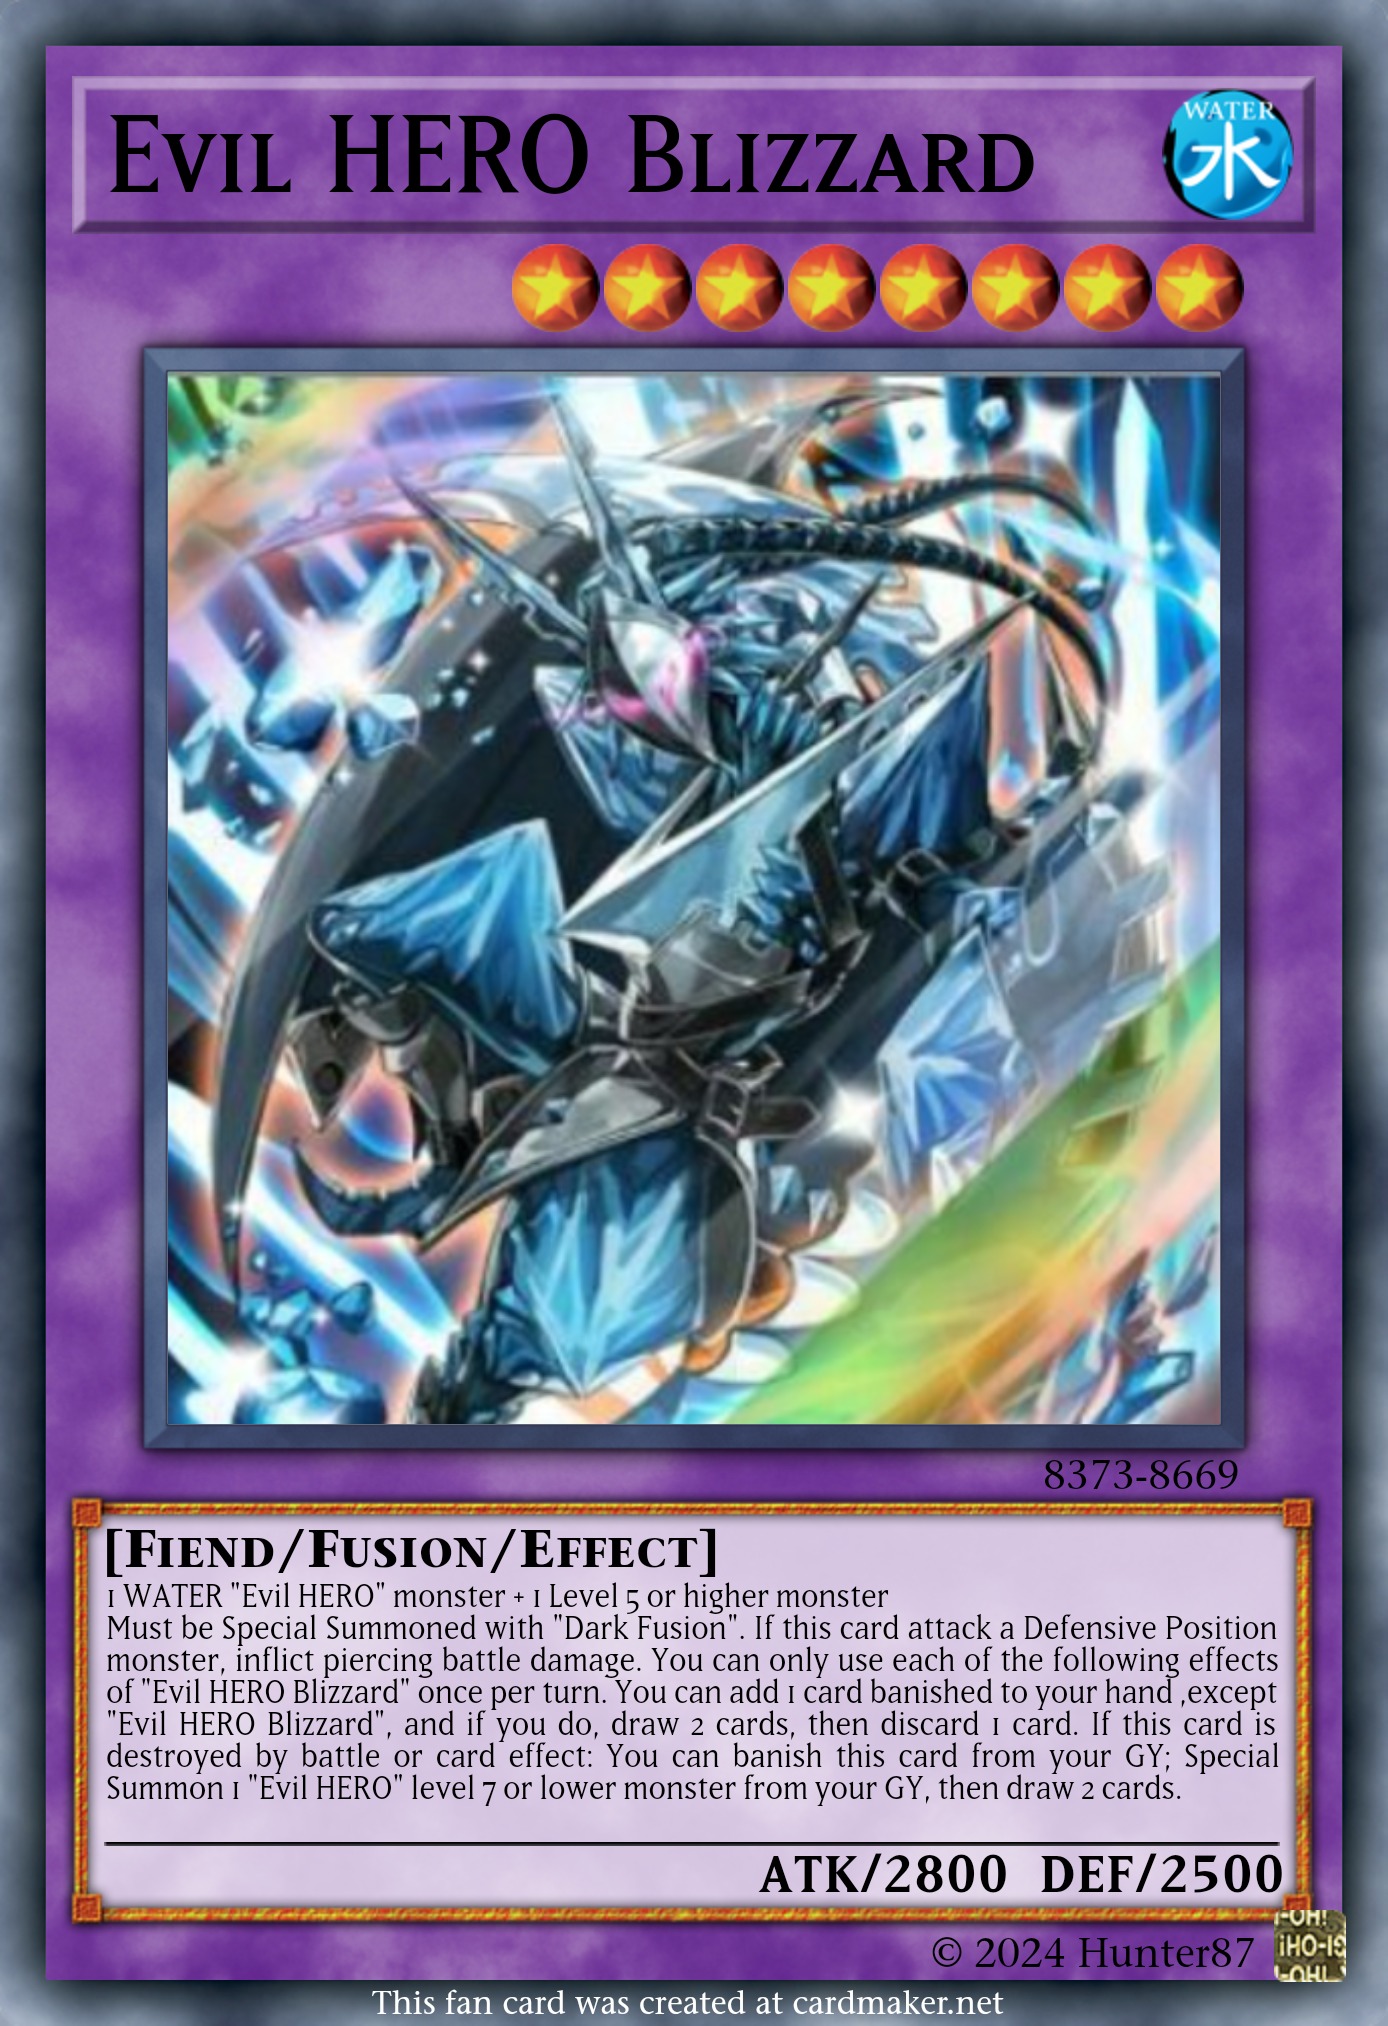 EVIL HERO BLIZZARD
WATER
水
8373-8669
[FIEND/FUSION/EFFECT]
1 WATER "Evil HERO" monster + 1 Level 5 or higher monster
Must be Special Summoned with "Dark Fusion". If this card attack a Defensive Position
monster, inflict piercing battle damage. You can only use each of the following effects
of "Evil HERO Blizzard" once per turn. You can add 1 card banished to your hand ,except
"Evil HERO Blizzard", and if you do, draw 2 cards, then discard 1 card. If this card is
destroyed by battle or card effect: You can banish this card from your GY; Special
Summon 1 "Evil HERO" level 7 or lower monster from your GY, then draw 2 cards.
ATK/2800 DEF/2500
© 2024 Hunter87
-OH!
iHO-IS
-OH!
This fan card was created at cardmaker.net